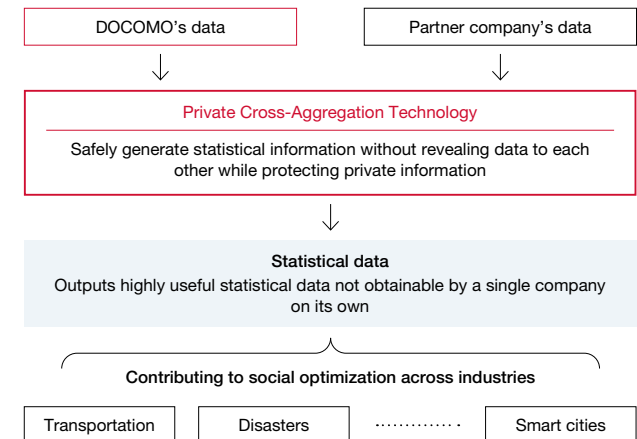 DOCOMO’s data
Partner company’s data
Private Cross-Aggregation Technology
Safely generate statistical information without revealing data to each
other while protecting private information
Statistical data
Outputs highly useful statistical data not obtainable by a single company
on its own
Contributing to social optimization across industries
Transportation
Disasters
Smart cities